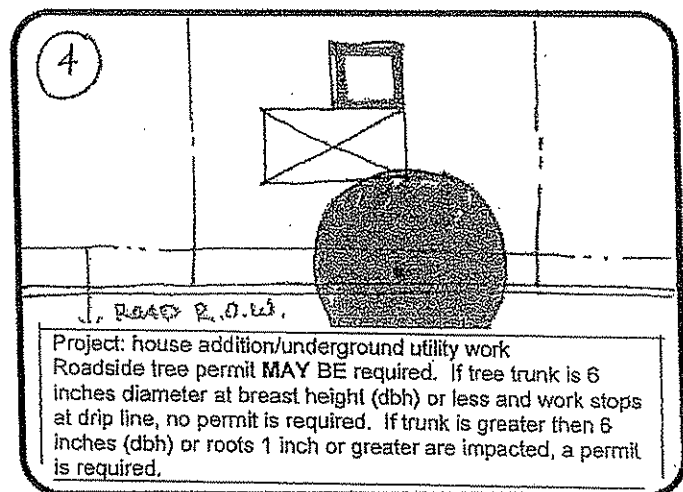 4
ROAD R.O.W.
Project: house addition/underground utility work
Roadside tree permit MAY BE required. If tree trunk is 6
inches diameter at breast height (dbh) or less and work stops
at drip line, no permit is required. If trunk is greater then 6
inches (dbh) or roots 1 inch or greater are impacted, a permit
is required.